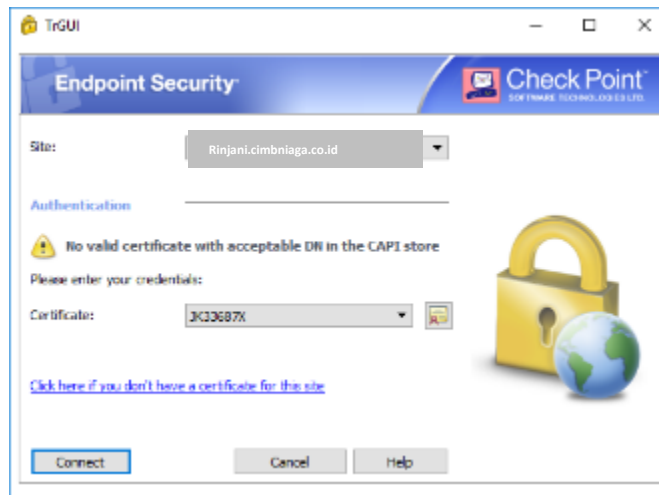 TrGUI
Endpoint Security
Check Point
SOFTWARE TECHNOLOGIES LTD.
Site:
Rinjani.cimbniaga.co.id
Authentication
No valid certificate with acceptable DN in the CAPI store
Please enter your credentials:
Certificate:
JK33687X
Click here if you don't have a certificate for this site
Connect
Cancel
Help